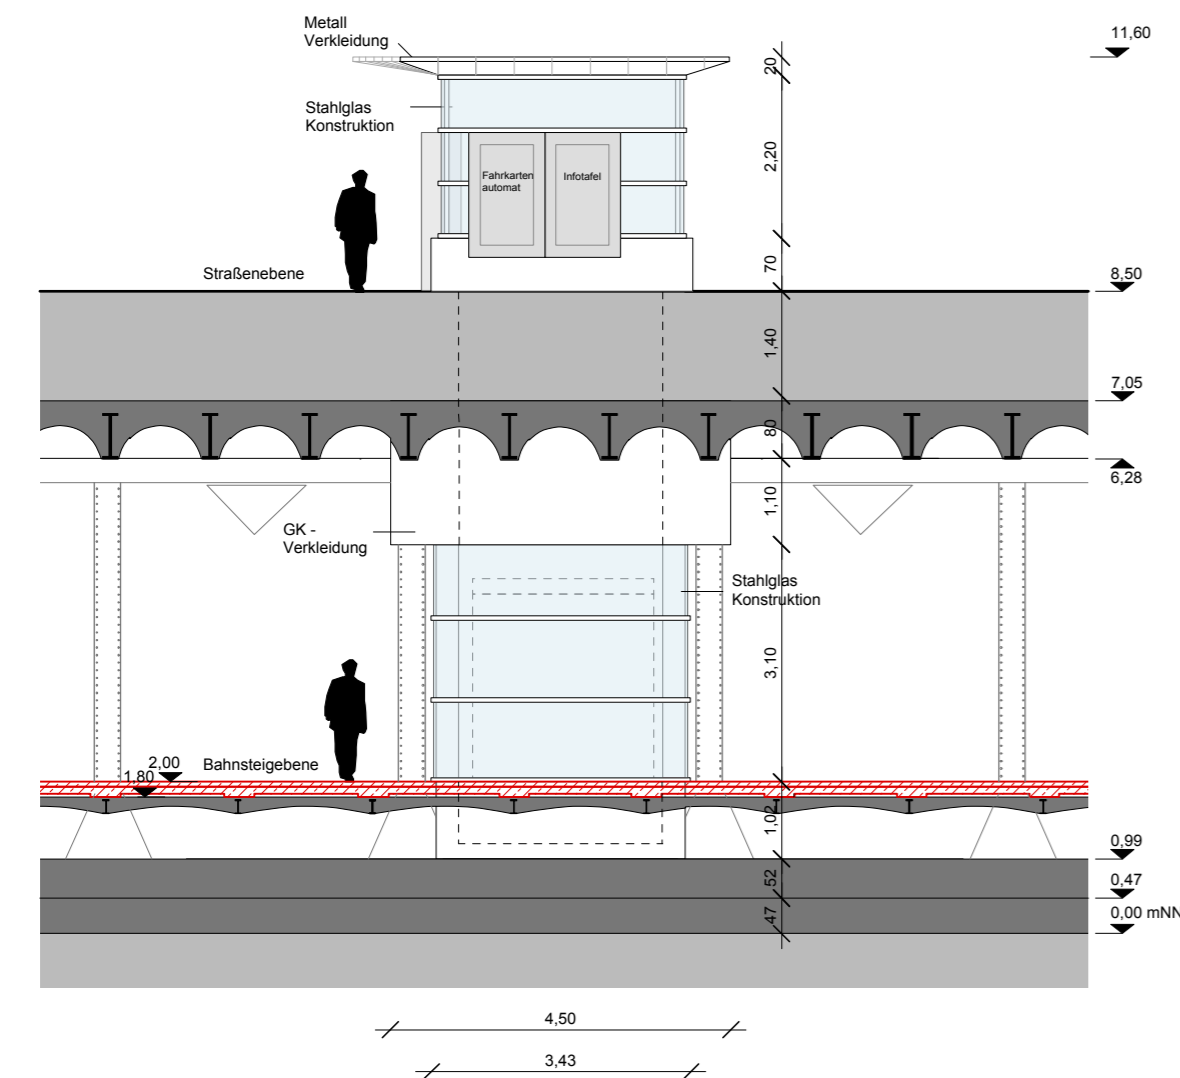 Metall
Verkleidung
11,60
20
Stahlglas
Konstruktion
2,20
Fahrkarten
automat
Infotafel
Straßenebene
70
8,50
1,40
7,05
80
6,28
1,10
GK -
Verkleidung
Stahlglas
Konstruktion
3,10
2,00
Bahnsteigebene
1,80
1,02
0,99
52
0,47
47
0,00 mNN
4,50
3,43